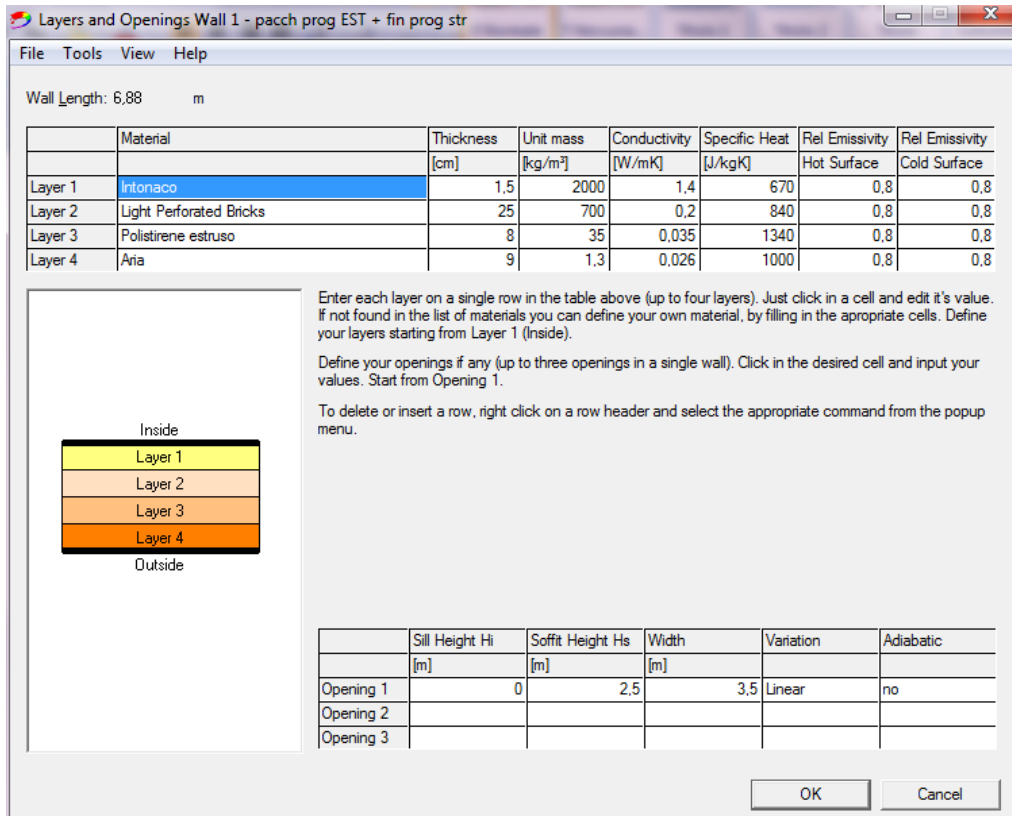 Layers and Openings Wall 1 - pacch prog EST + fin prog str
File Tools View Help
Wall Length: 6,88 m
Material Thickness Unit mass Conductivity Specific Heat Rel Emissivity Rel Emissivity
[cm] [kg/m³] [W/mK] [J/kgK] Hot Surface Cold Surface
Layer 1 Intonaco 1,5 2000 1,4 670 0,8 0,8
Layer 2 Light Perforated Bricks 25 700 0,2 840 0,8 0,8
Layer 3 Polistirene estruso 8 35 0,035 1340 0,8 0,8
Layer 4 Aria 9 1,3 0,026 1000 0,8 0,8
Enter each layer on a single row in the table above (up to four layers). Just click in a cell and edit it's value.
If not found in the list of materials you can define your own material, by filling in the apropriate cells. Define
your layers starting from Layer 1 (Inside).
Define your openings if any (up to three openings in a single wall). Click in the desired cell and input your
values. Start from Opening 1.
To delete or insert a row, right click on a row header and select the appropriate command from the popup
menu.
Inside
Layer 1
Layer 2
Layer 3
Layer 4
Outside
Sill Height Hi Soffit Height Hs Width Variation Adiabatic
[m] [m] [m]
Opening 1 0 2,5 3,5 Linear no
Opening 2
Opening 3
OK Cancel